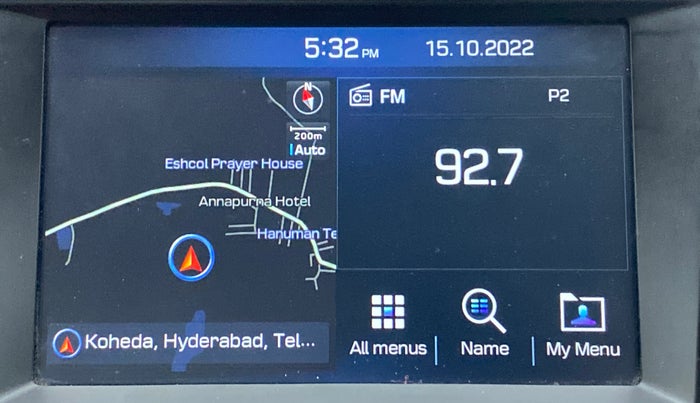 5:32 PM 15.10.2022
N
200m
Auto
Eshcol Prayer House
Annapurna Hotel
Hanuman Te
Koheda, Hyderabad, Tel...
FM P2
92.7
All menus Name My Menu